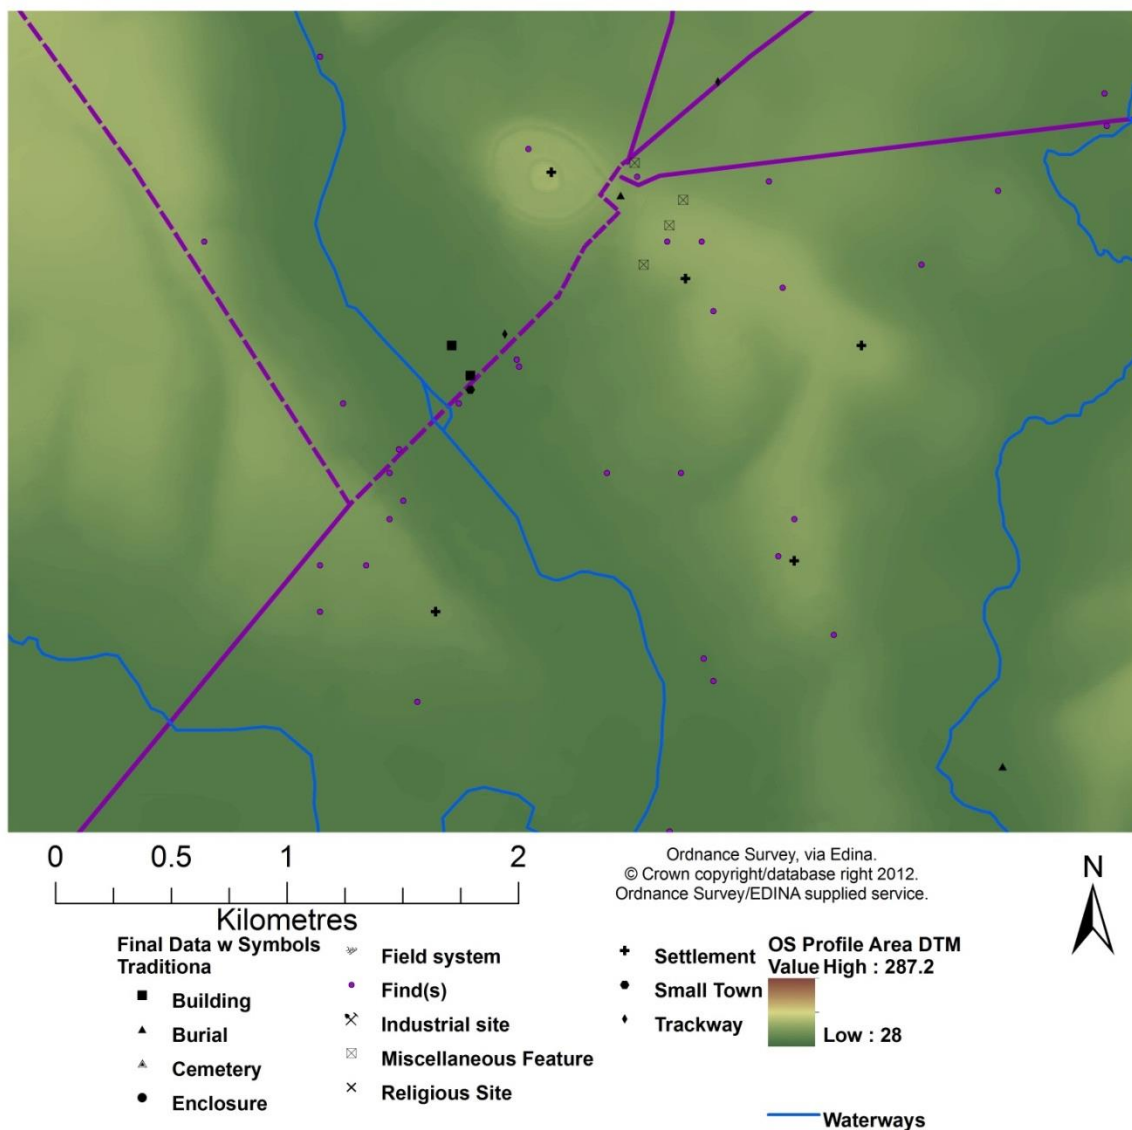 0 0.5 1 2
Kilometres
Ordnance Survey, via Edina.
© Crown copyright/database right 2012.
Ordnance Survey/EDINA supplied service.
N
Final Data w Symbols
Traditiona
Building
Burial
Cemetery
Enclosure
Field system
Find(s)
Industrial site
Miscellaneous Feature
Religious Site
Settlement
Small Town
Trackway
OS Profile Area DTM
Value High : 287.2
Low : 28
Waterways